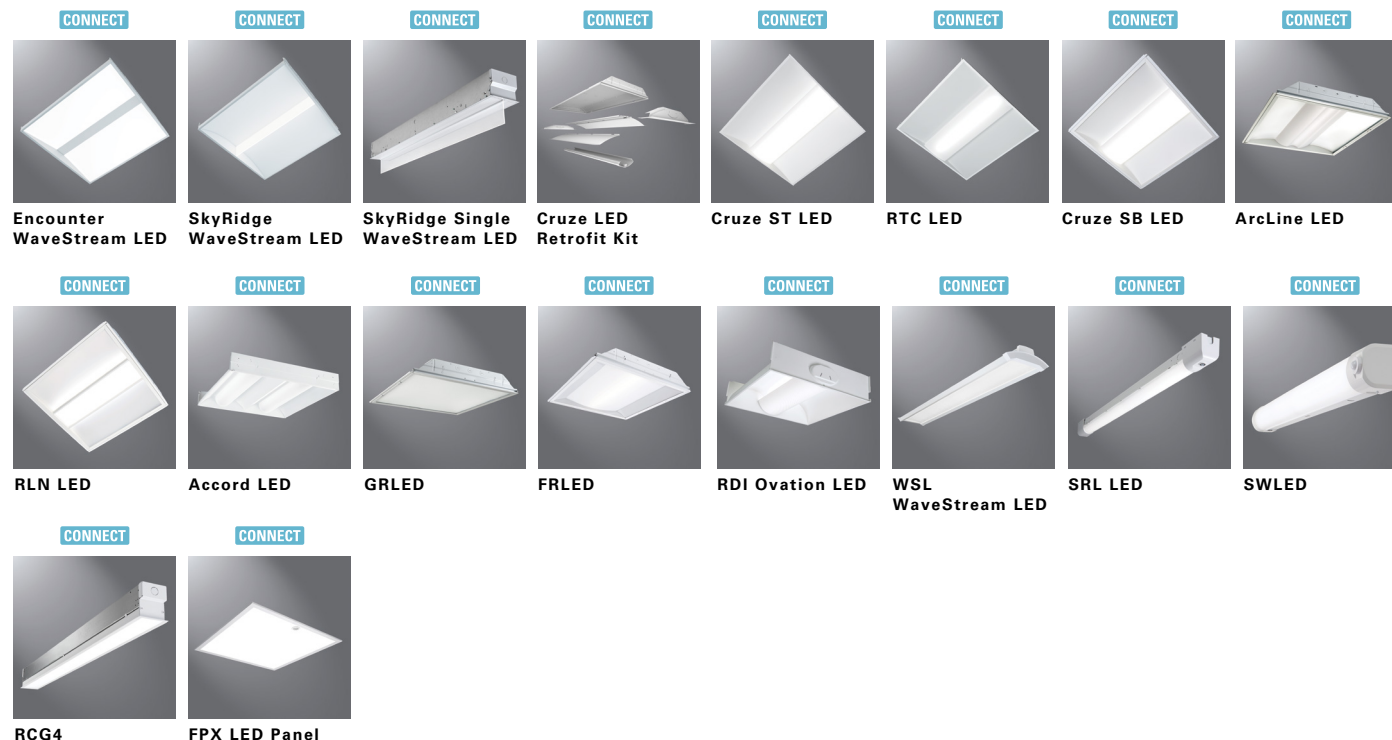 CONNECT CONNECT CONNECT CONNECT CONNECT CONNECT CONNECT CONNECT
Encounter
WaveStream LED
SkyRidge
WaveStream LED
SkyRidge Single
WaveStream LED
Cruze LED
Retrofit Kit
Cruze ST LED
RTC LED
Cruze SB LED
ArcLine LED
CONNECT CONNECT CONNECT CONNECT CONNECT CONNECT CONNECT CONNECT
RLN LED
Accord LED
GRLED
FRLED
RDI Ovation LED
WSL
WaveStream LED
SRL LED
SWLED
CONNECT CONNECT
RCG4
FPX LED Panel